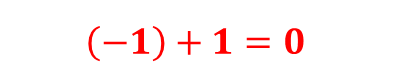 (−1) + 1 = 0